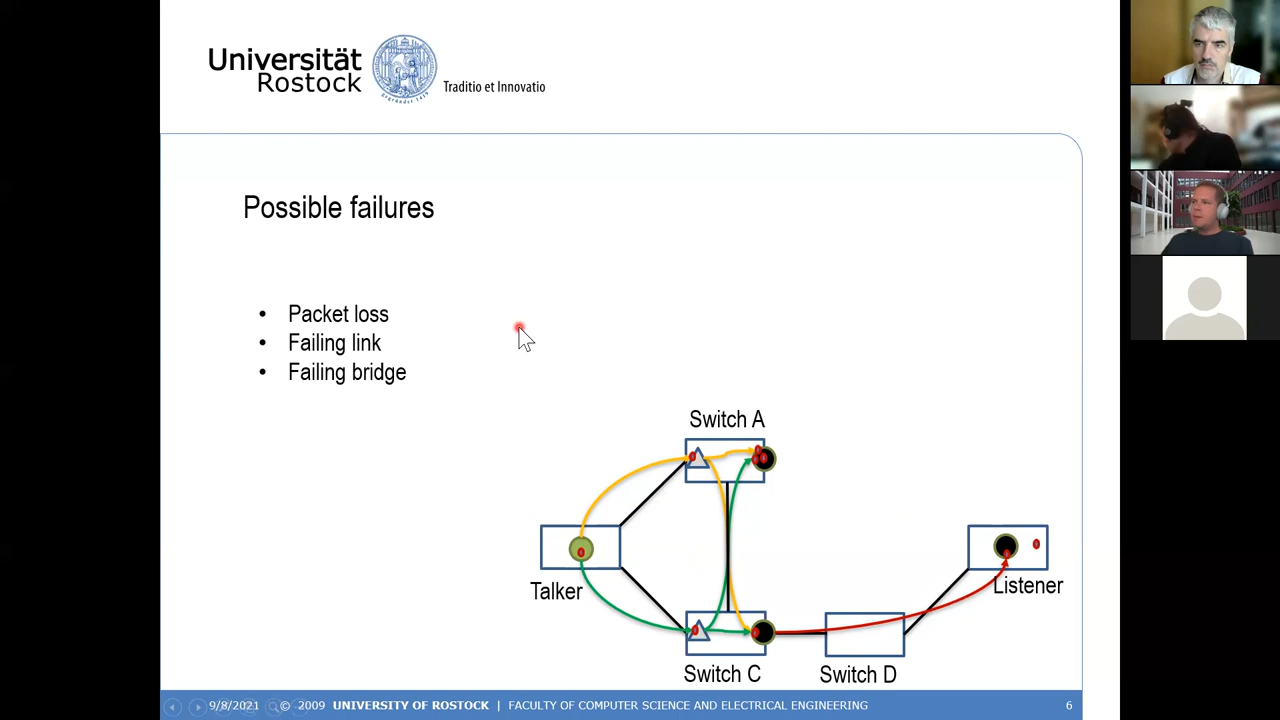 Universität
Rostock
Traditio et Innovatio
Possible failures
• Packet loss
• Failing link
• Failing bridge
Switch A
Talker
Listener
Switch C
Switch D
9/8/2021 © 2009 UNIVERSITY OF ROSTOCK | FACULTY OF COMPUTER SCIENCE AND ELECTRICAL ENGINEERING 6